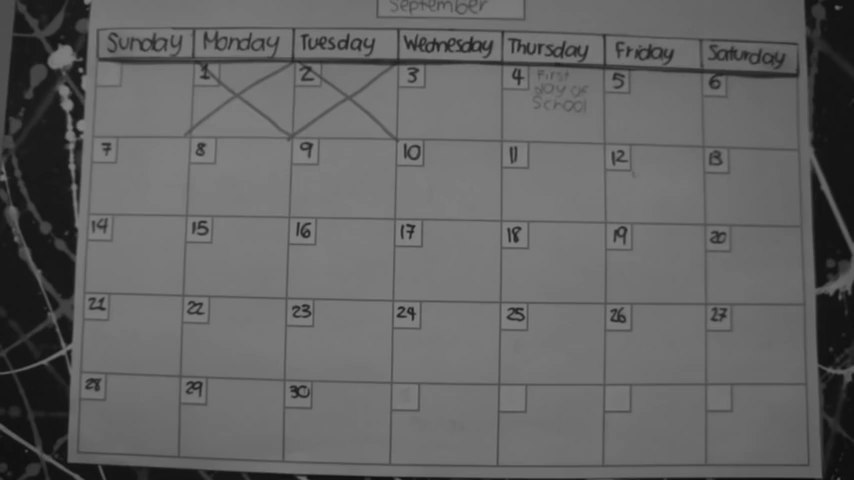 September
Sunday Monday Tuesday Wednesday Thursday Friday Saturday
1 2 3 4 5 6
First
day of
School
7 8 9 10 11 12 13
14 15 16 17 18 19 20
21 22 23 24 25 26 27
28 29 30